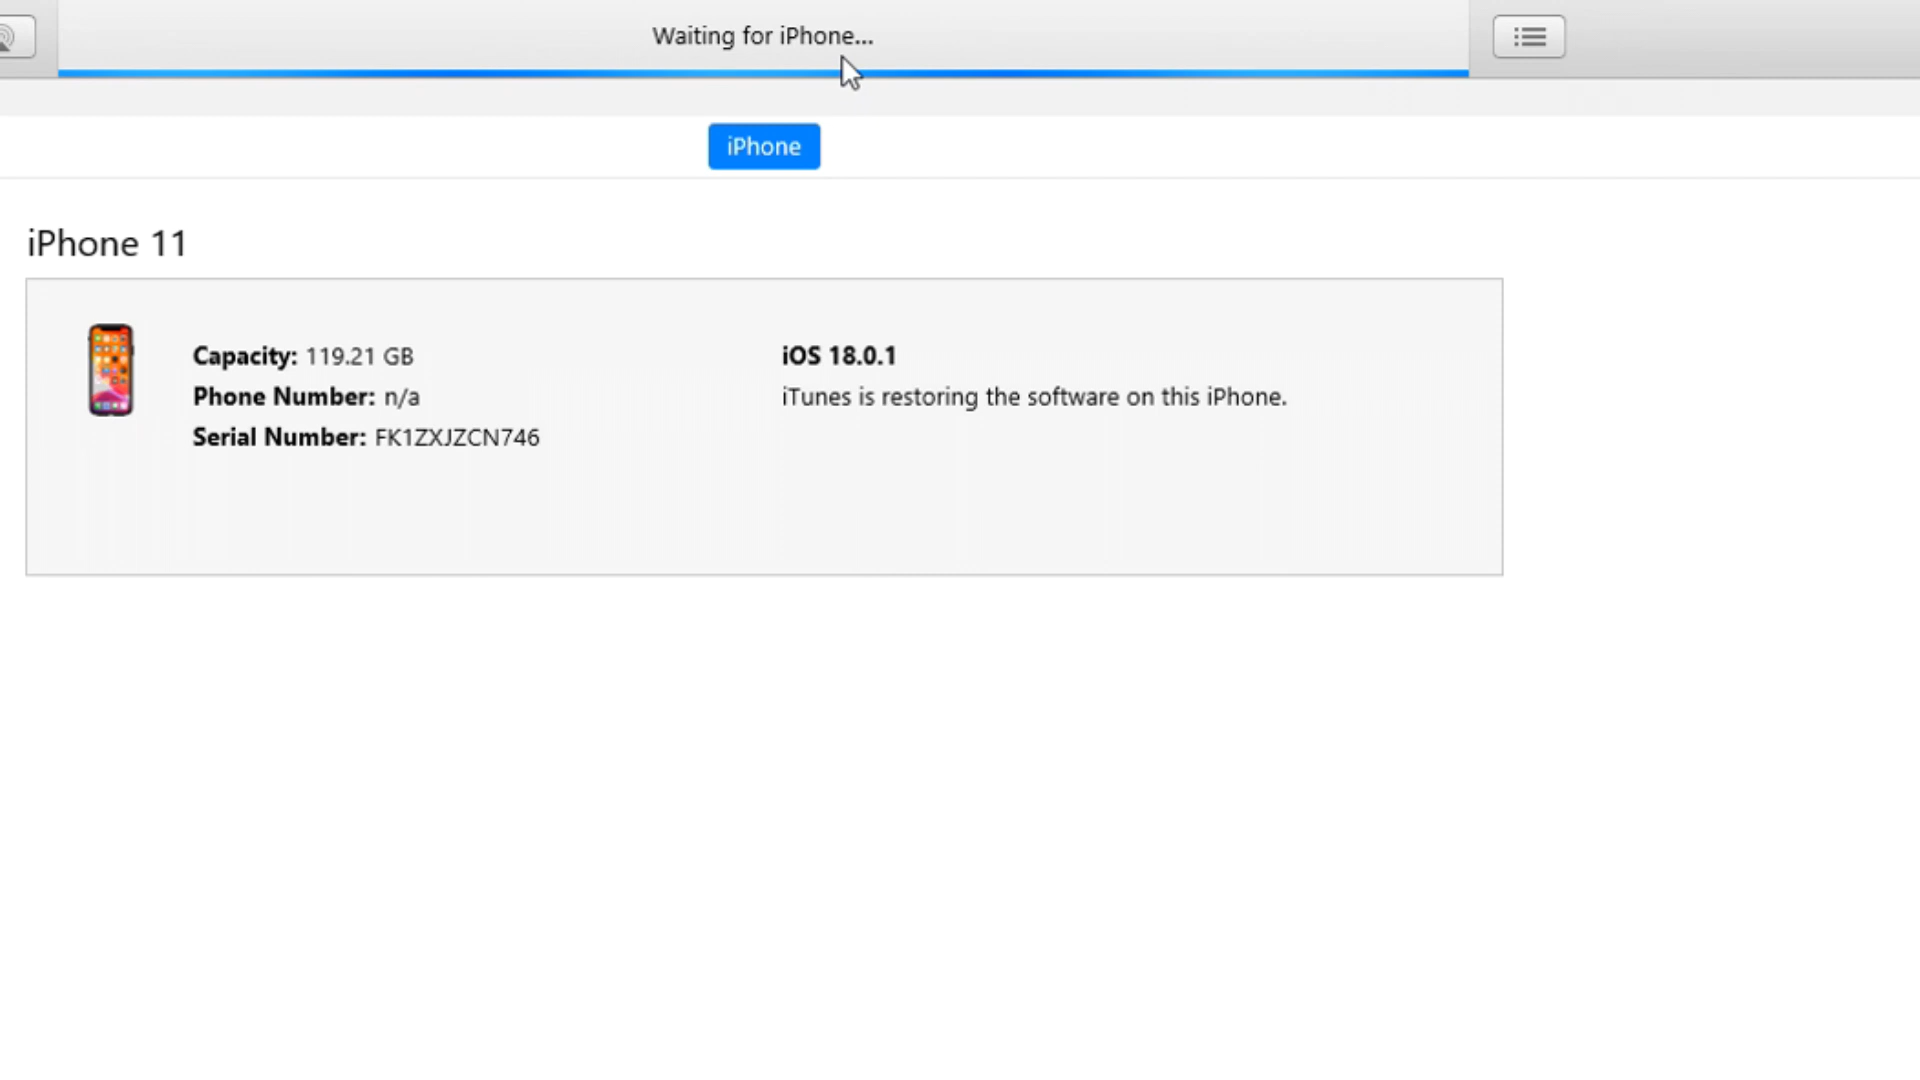 Waiting for iPhone...
iPhone
iPhone 11
Capacity: 119.21 GB
Phone Number: n/a
Serial Number: FK1ZXJZCN746
iOS 18.0.1
iTunes is restoring the software on this iPhone.